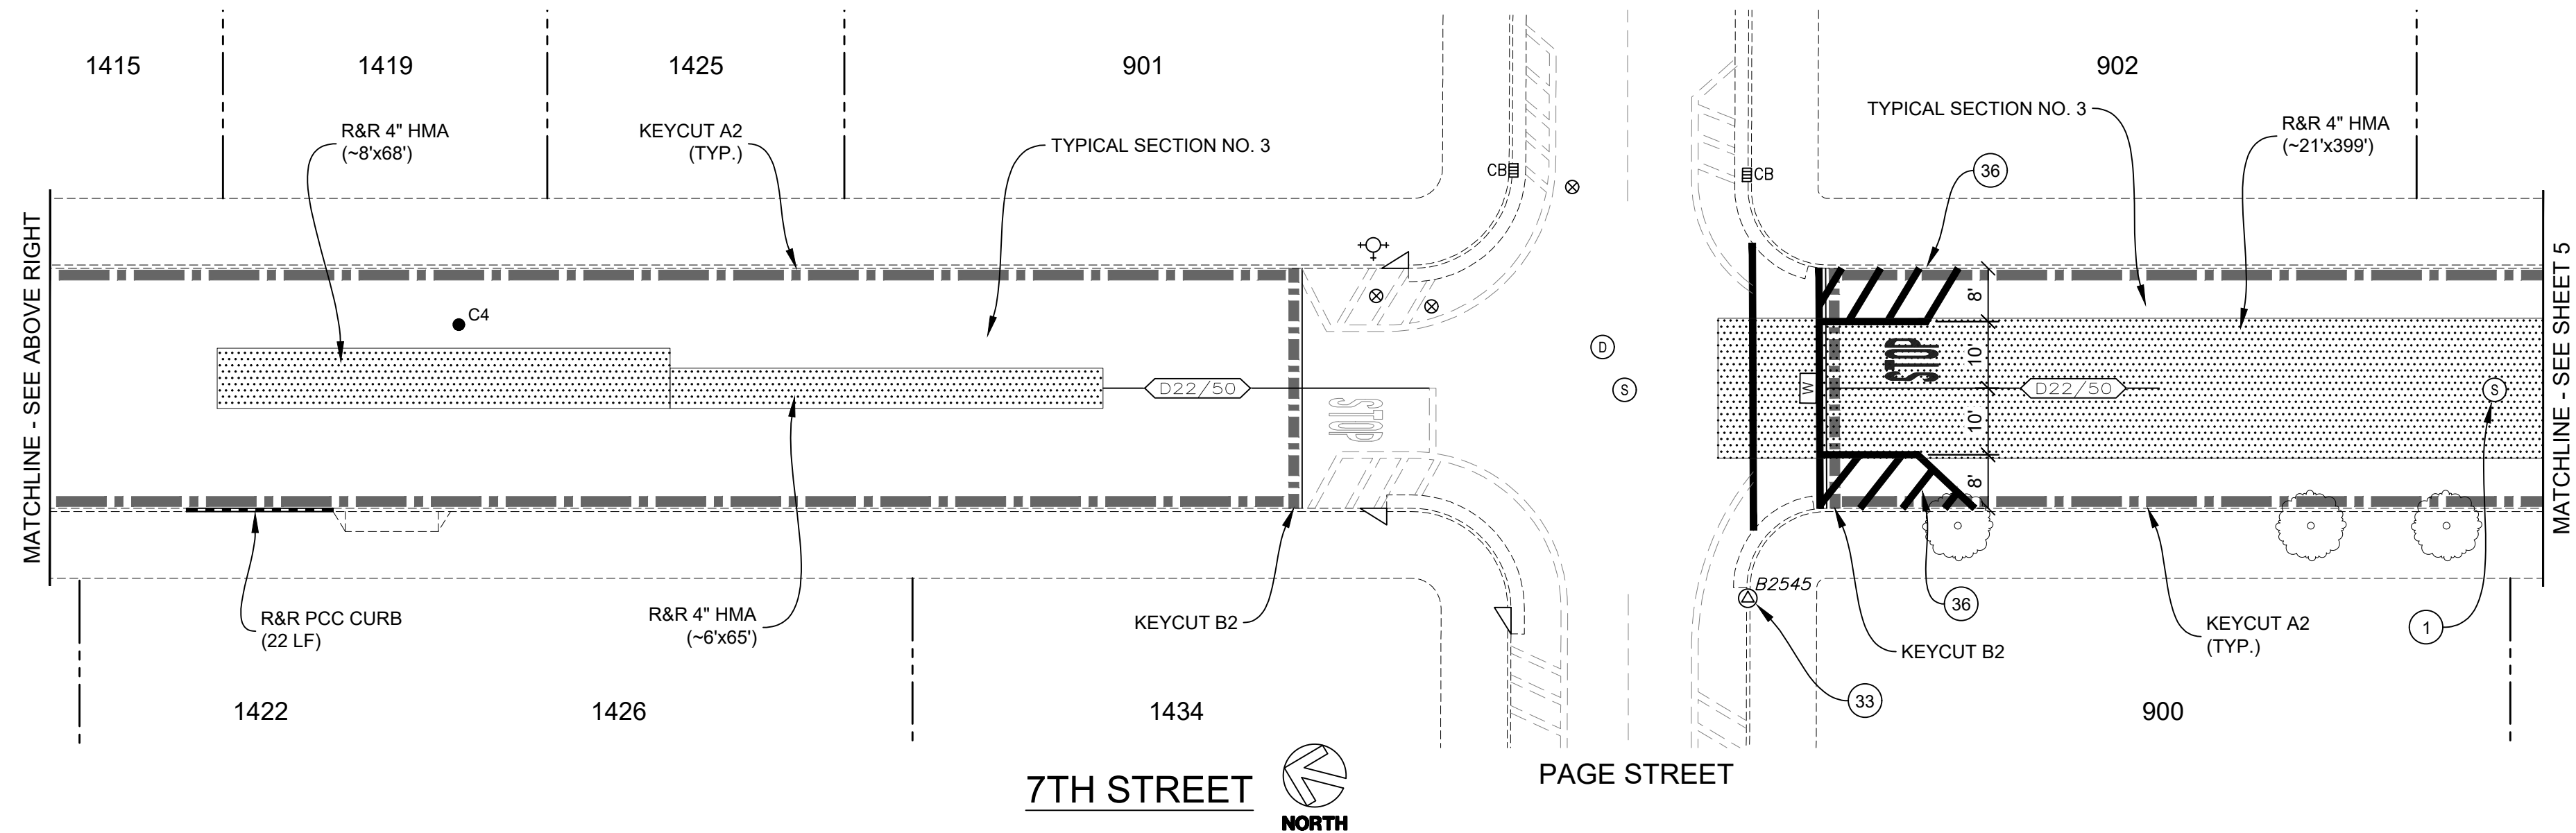 1415
1419
1425
901
902
R&R 4" HMA
(~8'x68')
KEYCUT A2
(TYP.)
TYPICAL SECTION NO. 3
TYPICAL SECTION NO. 3
R&R 4" HMA
(~21'x399')
36
CB
CB
MATCHLINE - SEE ABOVE RIGHT
C4
D22/50
STOP
D
S
W
STOP
8'
10'
10'
8'
D22/50
S
MATCHLINE - SEE SHEET 5
R&R PCC CURB
(22 LF)
R&R 4" HMA
(~6'x65')
KEYCUT B2
B2545
36
33
KEYCUT B2
KEYCUT A2
(TYP.)
1
1422
1426
1434
900
7TH STREET
NORTH
PAGE STREET